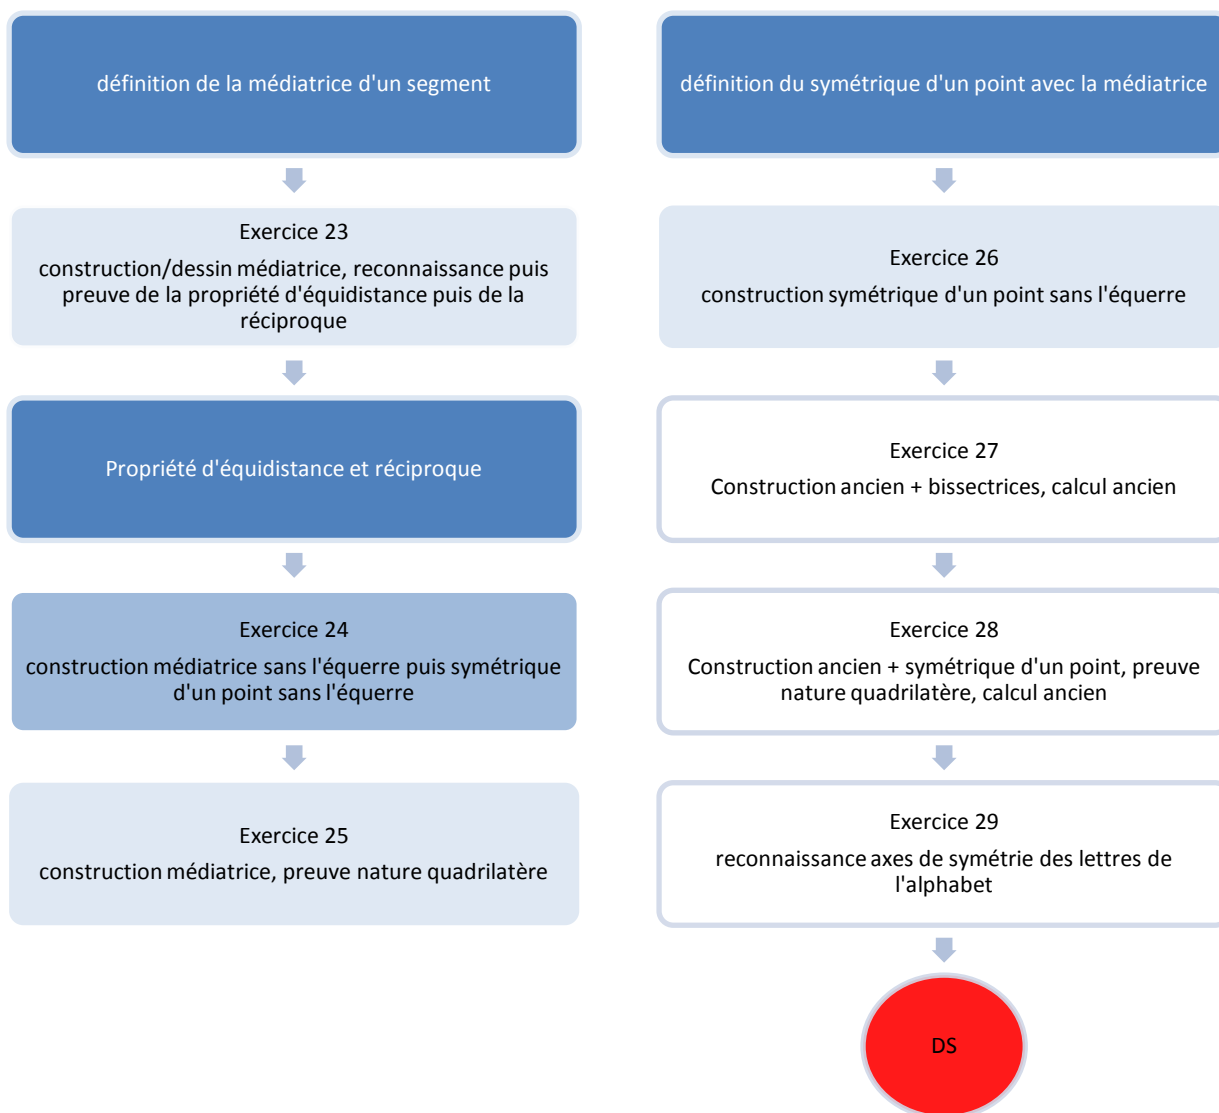 définition de la médiatrice d'un segment
Exercice 23
construction/dessin médiatrice, reconnaissance puis
preuve de la propriété d'équidistance puis de la
réciproque
Propriété d'équidistance et réciproque
Exercice 24
construction médiatrice sans l'équerre puis symétrique
d'un point sans l'équerre
Exercice 25
construction médiatrice, preuve nature quadrilatère
définition du symétrique d'un point avec la médiatrice
Exercice 26
construction symétrique d'un point sans l'équerre
Exercice 27
Construction ancien + bissectrices, calcul ancien
Exercice 28
Construction ancien + symétrique d'un point, preuve
nature quadrilatère, calcul ancien
Exercice 29
reconnaissance axes de symétrie des lettres de
l'alphabet
DS